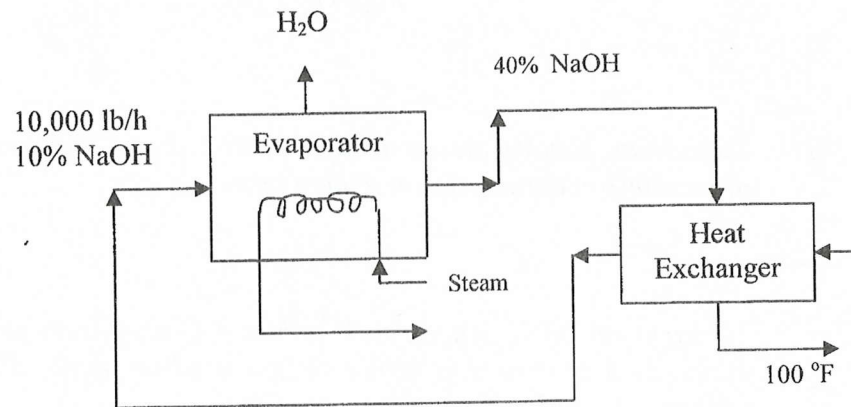 H₂O
40% NaOH
10,000 lb/h
10% NaOH
Evaporator
Heat
Exchanger
Steam
100 °F